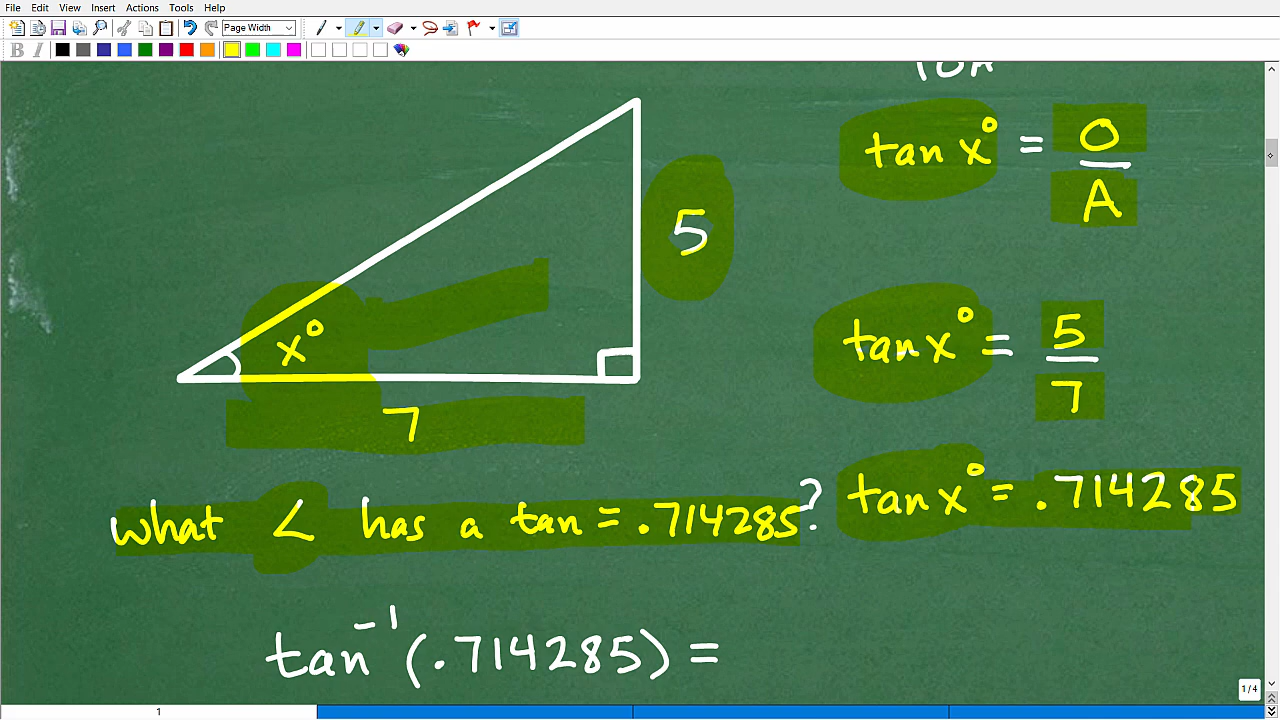 File Edit View Insert Actions Tools Help
Page Width
B I
tan x° = O/A
5
x°
tan x° = 5/7
7
what ∠ has a tan = .714285?
tan x° = .714285
tan⁻¹(.714285) =
1/4
1